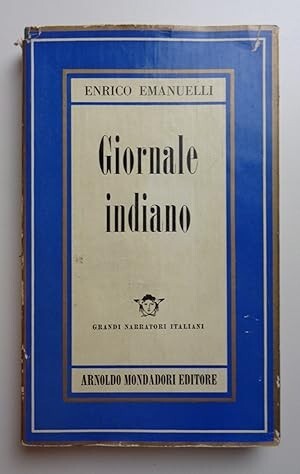 ENRICO EMANUELLI
Giornale
indiano
GRANDI NARRATORI ITALIANI
ARNOLDO MONDADORI EDITORE